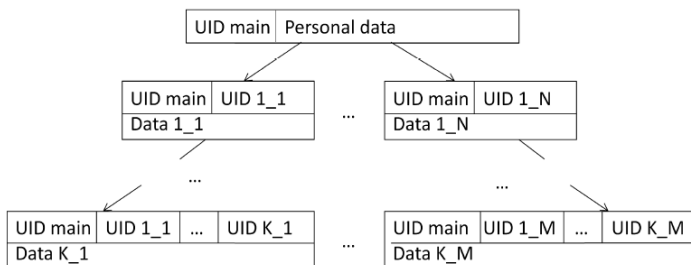 UID main Personal data
UID main UID 1_1 UID main UID 1_N
Data 1_1 ... Data 1_N
... ...
UID main UID 1_1 ... UID K_1 UID main UID 1_M ... UID K_M
Data K_1 ... Data K_M